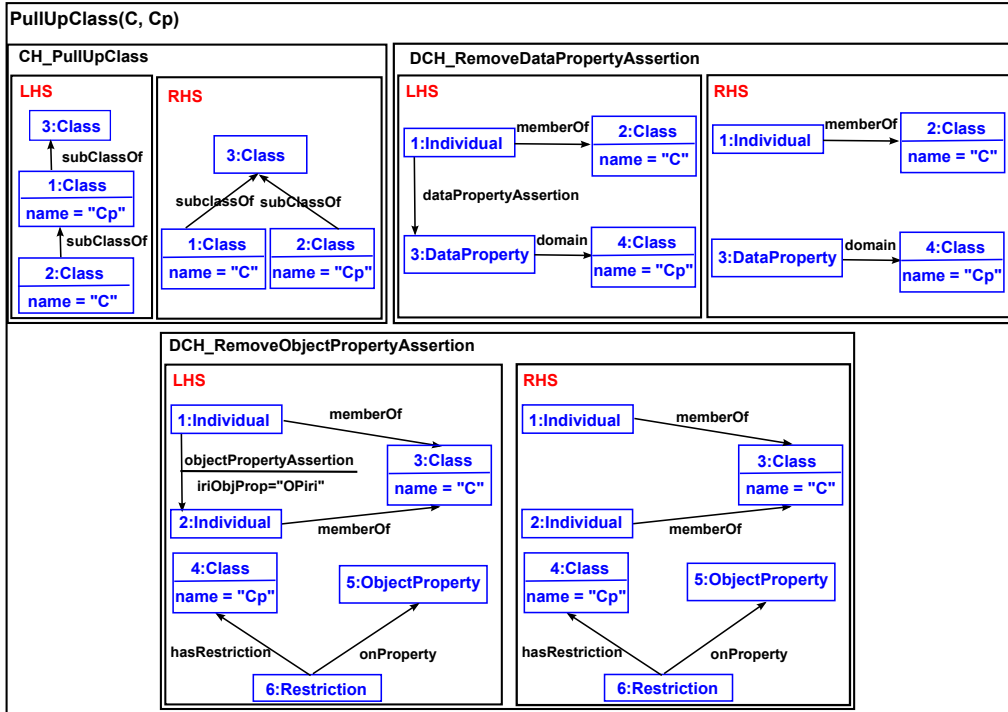 PullUpClass(C, Cp)
CH_PullUpClass
LHS
3:Class
subClassOf
1:Class
name = "Cp"
subClassOf
2:Class
name = "C"
RHS
3:Class
subclassOf
subClassOf
1:Class
name = "C"
2:Class
name = "Cp"
DCH_RemoveDataPropertyAssertion
LHS
1:Individual
memberOf
2:Class
name = "C"
dataPropertyAssertion
3:DataProperty
domain
4:Class
name = "Cp"
RHS
1:Individual
memberOf
2:Class
name = "C"
3:DataProperty
domain
4:Class
name = "Cp"
DCH_RemoveObjectPropertyAssertion
LHS
1:Individual
memberOf
objectPropertyAssertion
iriObjProp="OPiri"
3:Class
name = "C"
2:Individual
memberOf
4:Class
name = "Cp"
5:ObjectProperty
hasRestriction
onProperty
6:Restriction
RHS
1:Individual
memberOf
3:Class
name = "C"
2:Individual
memberOf
4:Class
name = "Cp"
5:ObjectProperty
hasRestriction
onProperty
6:Restriction